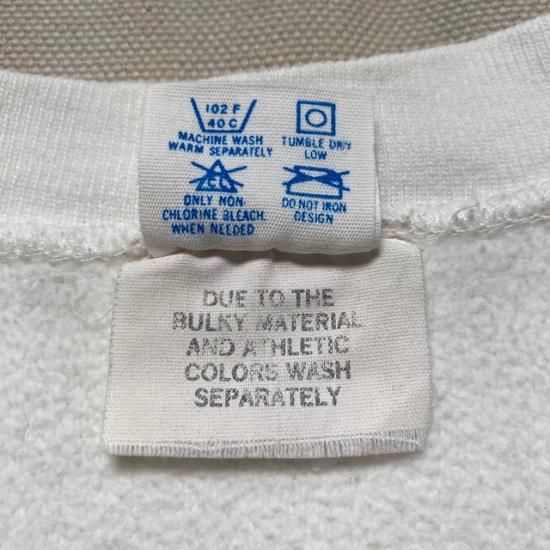 102 F
40 C
MACHINE WASH
WARM SEPARATELY
TUMBLE DRY
LOW
CL
ONLY NON
CHLORINE BLEACH
WHEN NEEDED
DO NOT IRON
DESIGN
DUE TO THE
BULKY MATERIAL
AND ATHLETIC
COLORS WASH
SEPARATELY